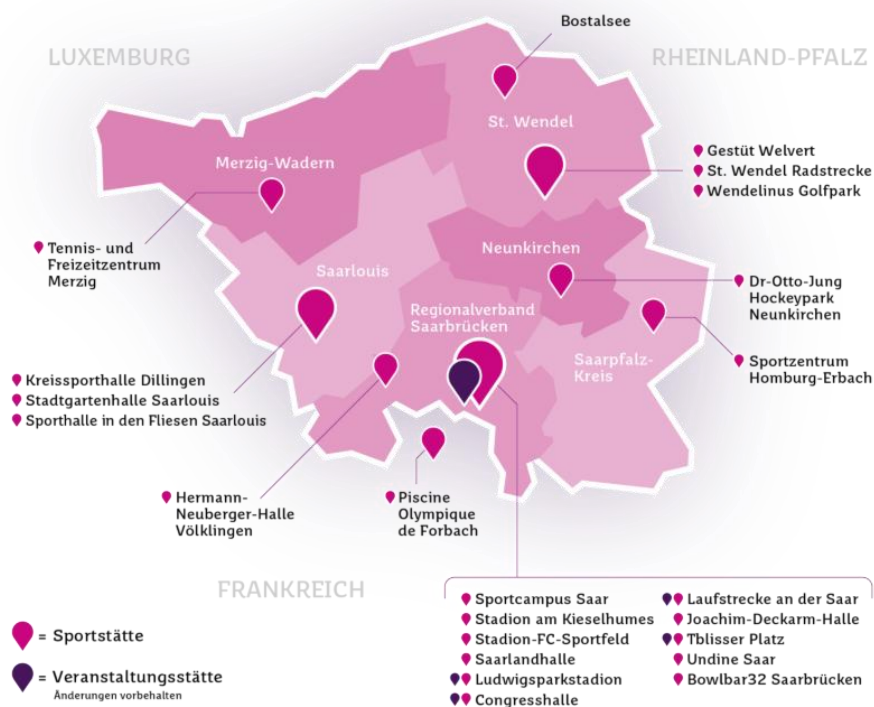 Bostalsee
LUXEMBURG
RHEINLAND-PFALZ
St. Wendel
Gestüt Welvert
St. Wendel Radstrecke
Wendelinus Golfpark
Merzig-Wadern
Tennis- und
Freizeitzentrum
Merzig
Neunkirchen
Saarlouis
Dr-Otto-Jung
Hockeypark
Neunkirchen
Regionalverband
Saarbrücken
Saarpfalz-
Kreis
Sportzentrum
Homburg-Erbach
Kreissporthalle Dillingen
Stadtgartenhalle Saarlouis
Sporthalle in den Fliesen Saarlouis
Hermann-
Neuberger-Halle
Völklingen
Piscine
Olympique
de Forbach
FRANKREICH
Sportcampus Saar
Stadion am Kieselhumes
Stadion-FC-Sportfeld
Saarlandhalle
Ludwigsparkstadion
Congresshalle
Laufstrecke an der Saar
Joachim-Deckarm-Halle
Tblisser Platz
Undine Saar
Bowlbar32 Saarbrücken
= Sportstätte
= Veranstaltungsstätte
Änderungen vorbehalten